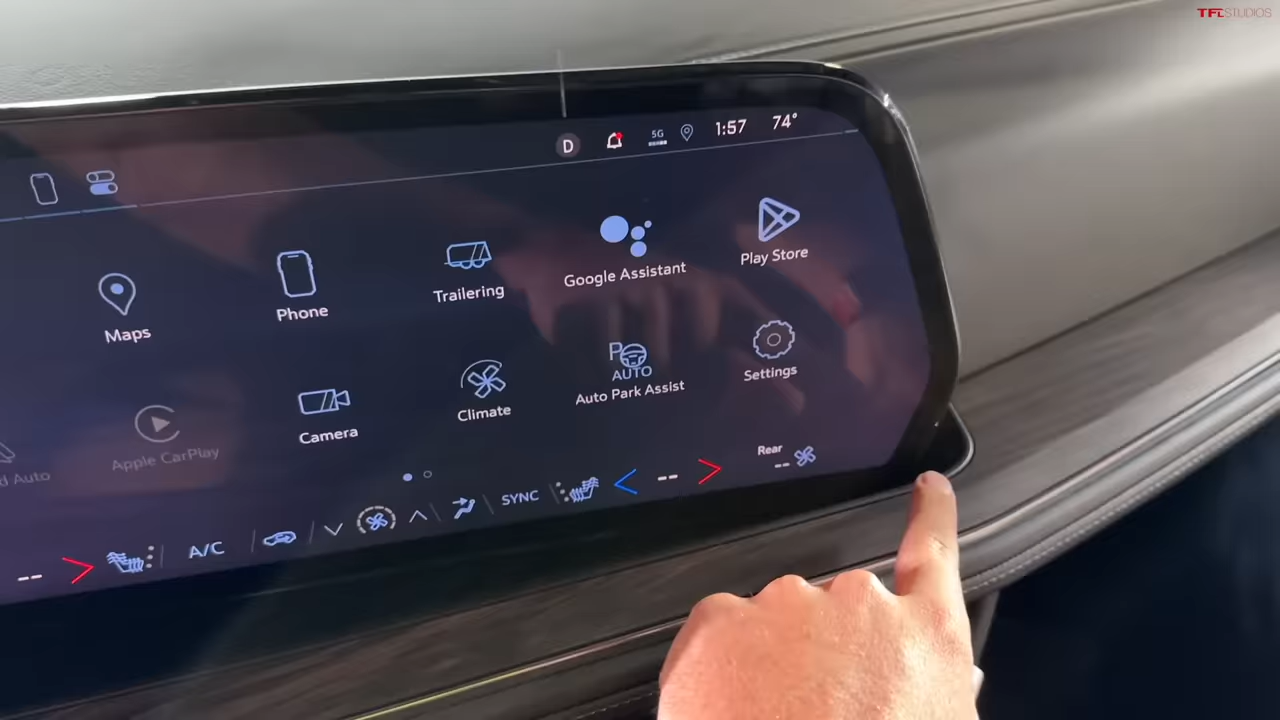 TFLSTUDIOS
D 5G 1:57 74°
Maps
Phone
Trailering
Google Assistant
Play Store
d Auto
Apple CarPlay
Camera
Climate
P
AUTO
Auto Park Assist
Settings
Rear
--
-- A/C SYNC --